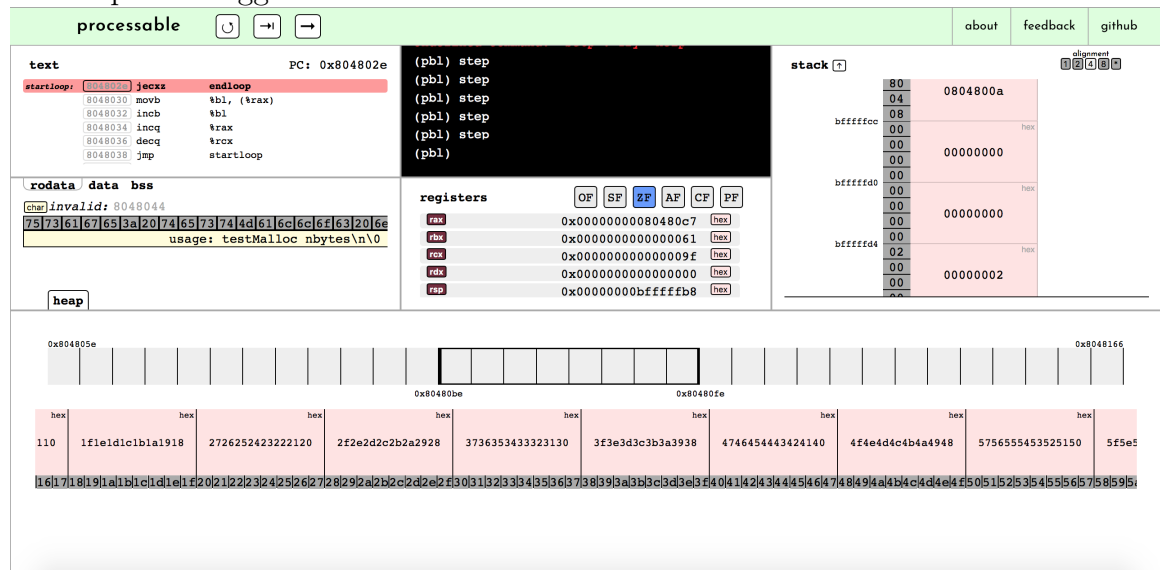 processable
about feedback github
text PC: 0x804802e
startloop: 804802e jecxz endloop
8048030 movb %bl, (%rax)
8048032 incb %bl
8048034 incq %rax
8048036 decq %rcx
8048038 jmp startloop
(pbl) step
(pbl) step
(pbl) step
(pbl) step
(pbl) step
(pbl)
stack
alignment
1 2 4 8 *
80
04
08
00
00
00
00
00
00
00
00
02
00
00
bfffffcc
bfffffd0
bfffffd4
0804800a
hex
00000000
hex
00000000
hex
00000002
rodata data bss
char invalid: 8048044
75 73 61 67 65 3a 20 74 65 73 74 4d 61 6c 6c 6f 63 20 6e
usage: testMalloc nbytes\n\0
registers OF SF ZF AF CF PF
rax 0x00000000080480c7 hex
rbx 0x0000000000000061 hex
rcx 0x000000000000009f hex
rdx 0x0000000000000000 hex
rsp 0x00000000bfffffb8 hex
heap
0x804805e 0x8048166
0x80480be 0x80480fe
hex hex hex hex hex hex hex hex hex
110 1f1e1d1c1b1a1918 2726252423222120 2f2e2d2c2b2a2928 3736353433323130 3f3e3d3c3b3a3938 4746454443424140 4f4e4d4c4b4a4948 5756555453525150 5f5e5
16 17 18 19 1a 1b 1c 1d 1e 1f 20 21 22 23 24 25 26 27 28 29 2a 2b 2c 2d 2e 2f 30 31 32 33 34 35 36 37 38 39 3a 3b 3c 3d 3e 3f 40 41 42 43 44 45 46 47 48 49 4a 4b 4c 4d 4e 4f 50 51 52 53 54 55 56 57 58 59